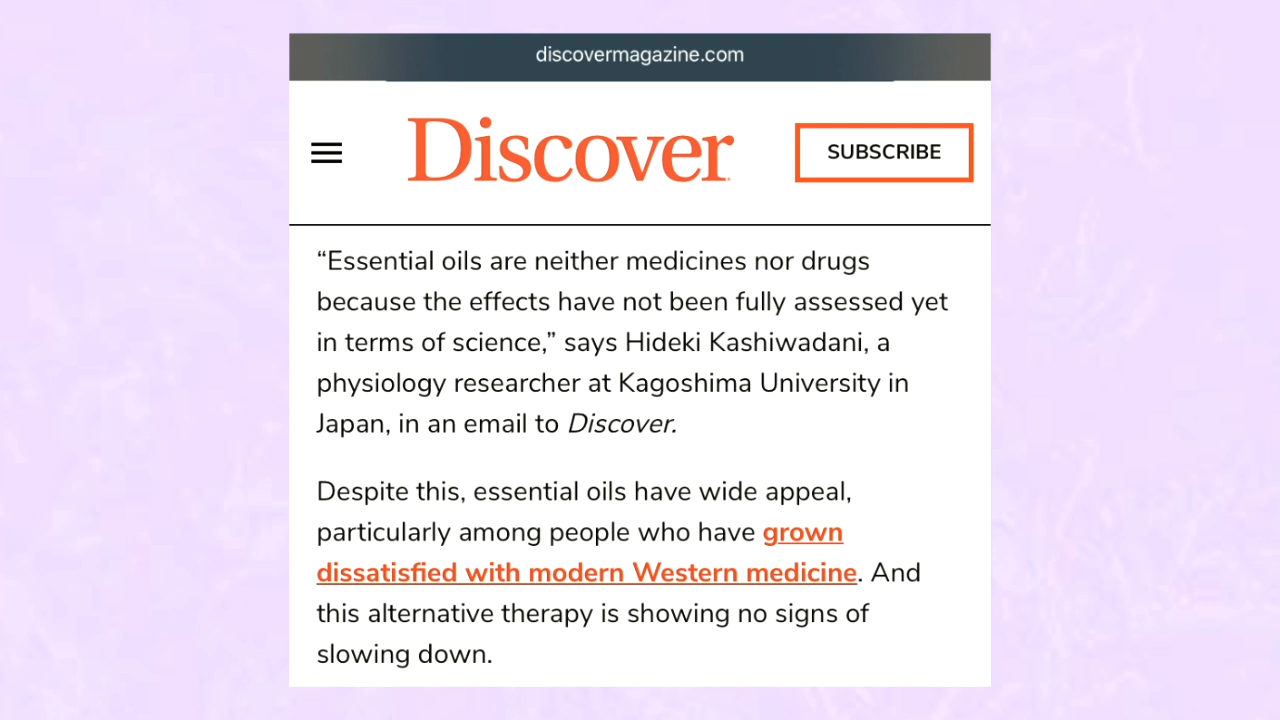 discovermagazine.com
Discover
SUBSCRIBE
“Essential oils are neither medicines nor drugs
because the effects have not been fully assessed yet
in terms of science,” says Hideki Kashiwadani, a
physiology researcher at Kagoshima University in
Japan, in an email to Discover.
Despite this, essential oils have wide appeal,
particularly among people who have grown
dissatisfied with modern Western medicine. And
this alternative therapy is showing no signs of
slowing down.